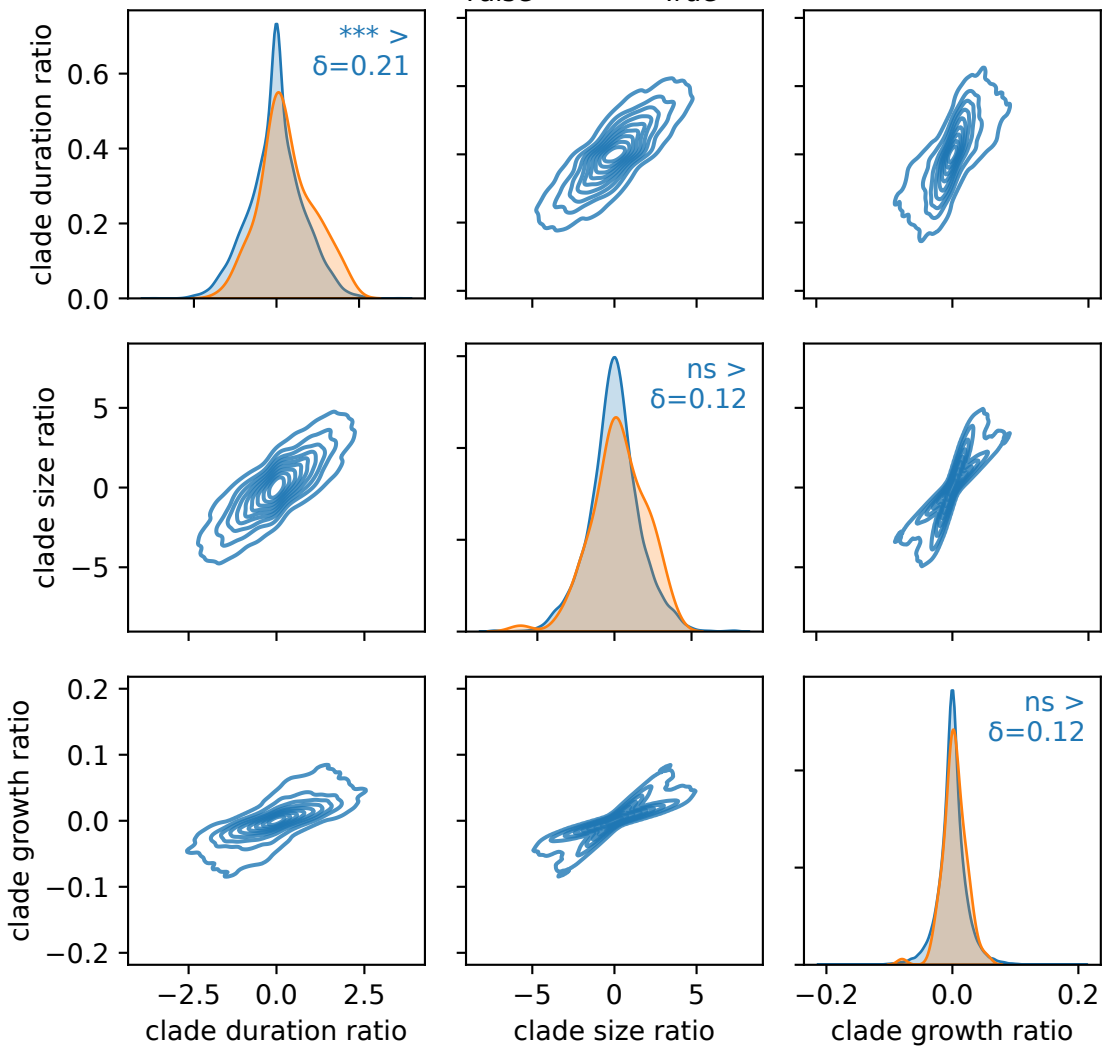 clade duration ratio
0.6
0.4
0.2
0.0
*** >
δ=0.21
clade size ratio
5
0
−5
ns >
δ=0.12
clade growth ratio
0.2
0.1
0.0
−0.1
−0.2
ns >
δ=0.12
−2.5 0.0 2.5
−5 0 5
−0.2 0.0 0.2
clade duration ratio
clade size ratio
clade growth ratio